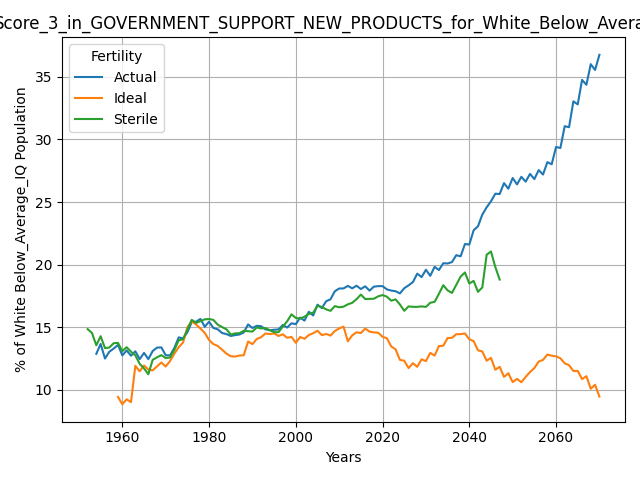 Score_3_in_GOVERNMENT_SUPPORT_NEW_PRODUCTS_for_White_Below_Avera
Fertility
Actual
Ideal
Sterile
% of White Below_Average_IQ Population
35
30
25
20
15
10
1960
1980
2000
2020
2040
2060
Years